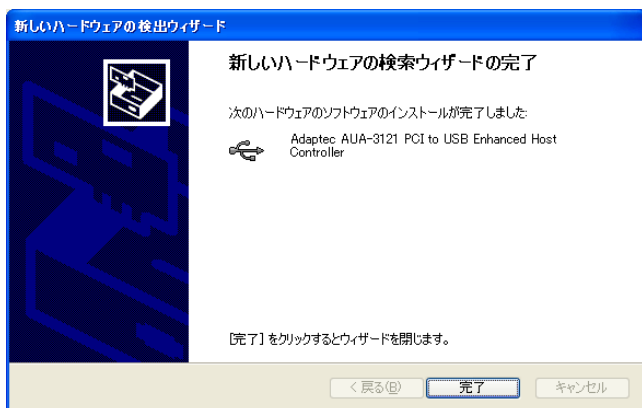 新しいハードウェアの検出ウィザード
新しいハードウェアの検索ウィザードの完了
次のハードウェアのソフトウェアのインストールが完了しました:
Adaptec AUA-3121 PCI to USB Enhanced Host
Controller
[完了] をクリックするとウィザードを閉じます。
< 戻る(B) 完了 キャンセル